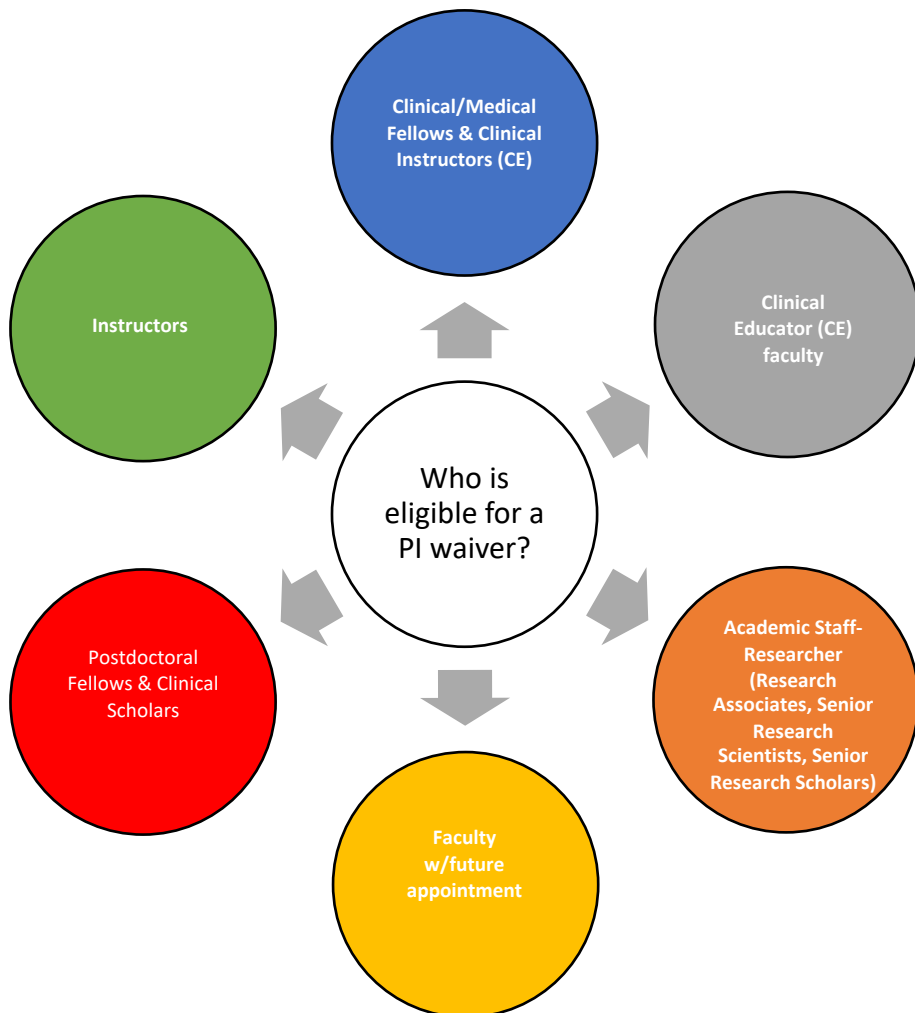 Clinical/Medical
Fellows & Clinical
Instructors (CE)
Instructors
Clinical
Educator (CE)
faculty
Who is
eligible for a
PI waiver?
Postdoctoral
Fellows & Clinical
Scholars
Academic Staff-
Researcher
(Research
Associates, Senior
Research
Scientists, Senior
Research Scholars)
Faculty
w/future
appointment